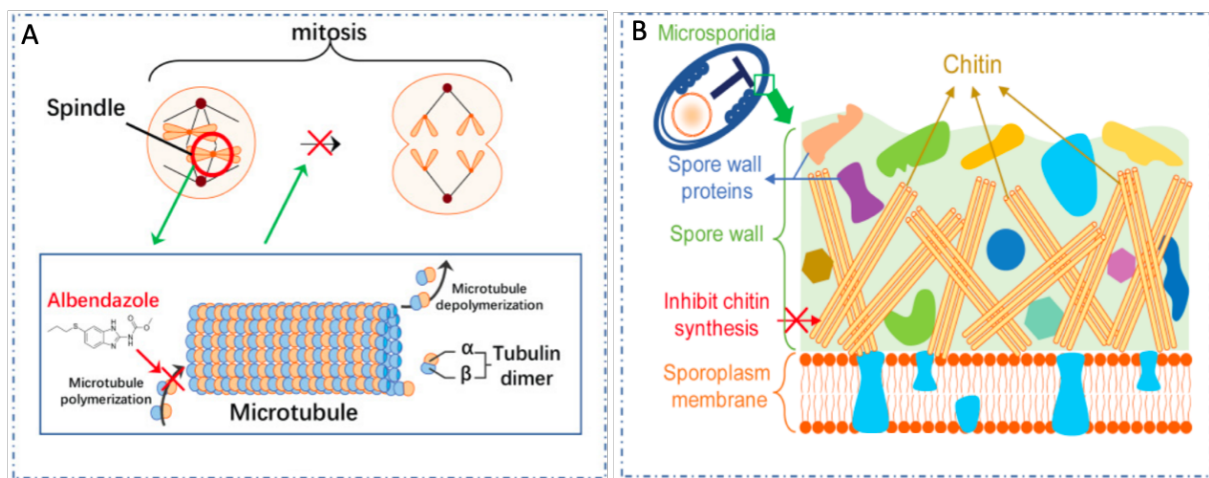 A
mitosis
Spindle
Albendazole
S
H
N
N
N
H
O
O
Microtubule
polymerization
Microtubule
depolymerization
α
β
Tubulin
dimer
Microtubule
B
Microsporidia
Chitin
Spore wall
proteins
Spore wall
Inhibit chitin
synthesis
Sporoplasm
membrane